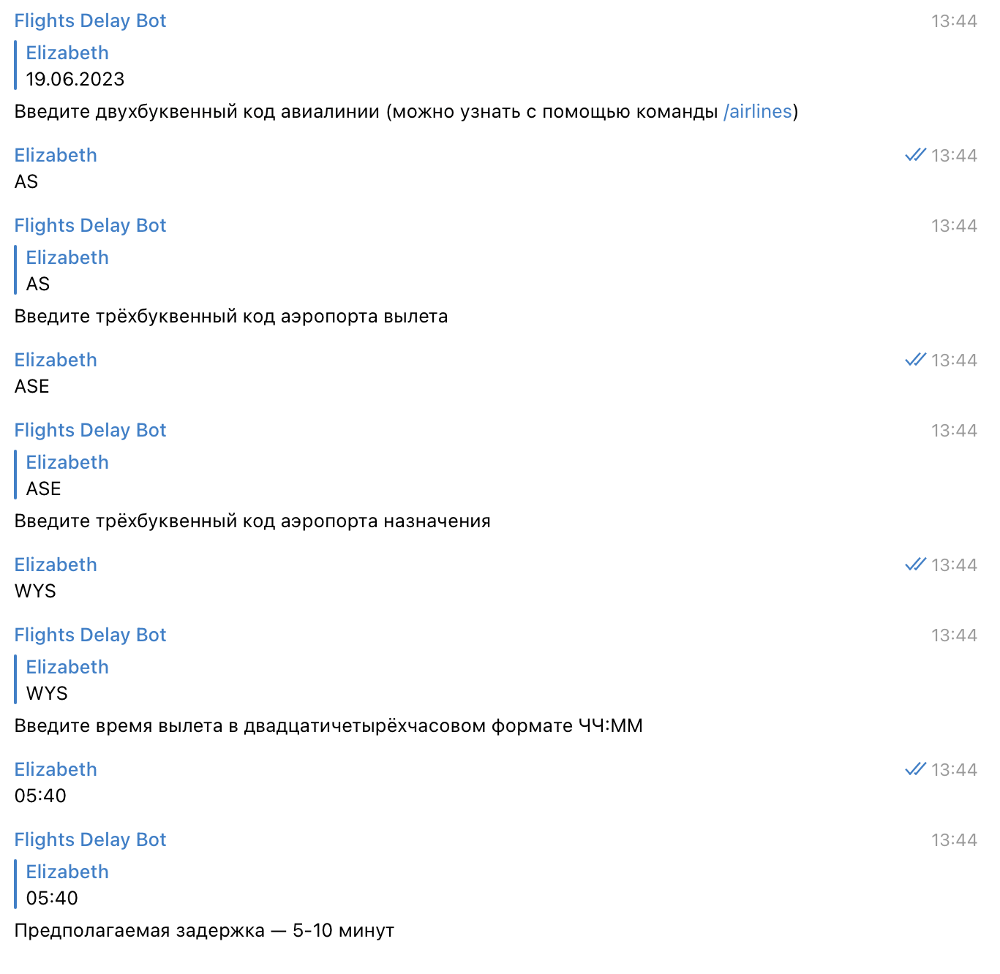 Flights Delay Bot 13:44
Elizabeth
19.06.2023
Введите двухбуквенный код авиалинии (можно узнать с помощью команды /airlines)
Elizabeth 13:44
AS
Flights Delay Bot 13:44
Elizabeth
AS
Введите трёхбуквенный код аэропорта вылета
Elizabeth 13:44
ASE
Flights Delay Bot 13:44
Elizabeth
ASE
Введите трёхбуквенный код аэропорта назначения
Elizabeth 13:44
WYS
Flights Delay Bot 13:44
Elizabeth
WYS
Введите время вылета в двадцатичетырёхчасовом формате ЧЧ:ММ
Elizabeth 13:44
05:40
Flights Delay Bot 13:44
Elizabeth
05:40
Предполагаемая задержка — 5-10 минут